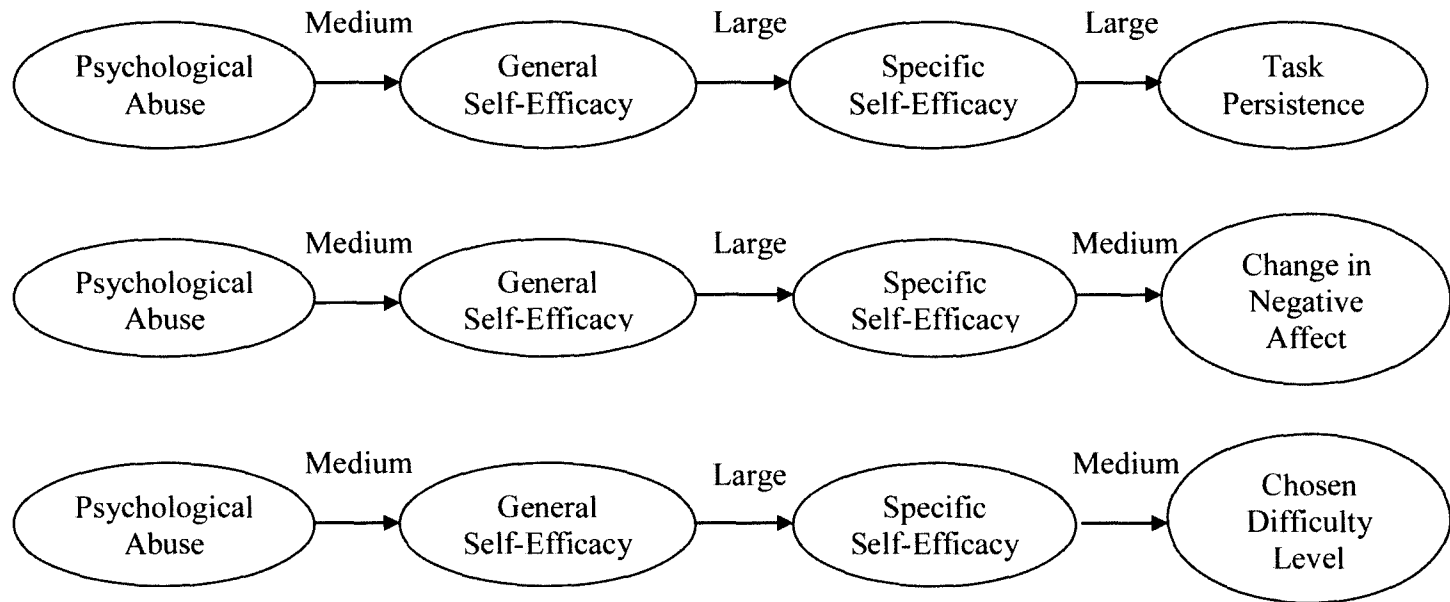 Medium
Large
Large
Psychological
Abuse
General
Self-Efficacy
Specific
Self-Efficacy
Task
Persistence
Medium
Large
Medium
Psychological
Abuse
General
Self-Efficacy
Specific
Self-Efficacy
Change in
Negative
Affect
Medium
Large
Medium
Psychological
Abuse
General
Self-Efficacy
Specific
Self-Efficacy
Chosen
Difficulty
Level